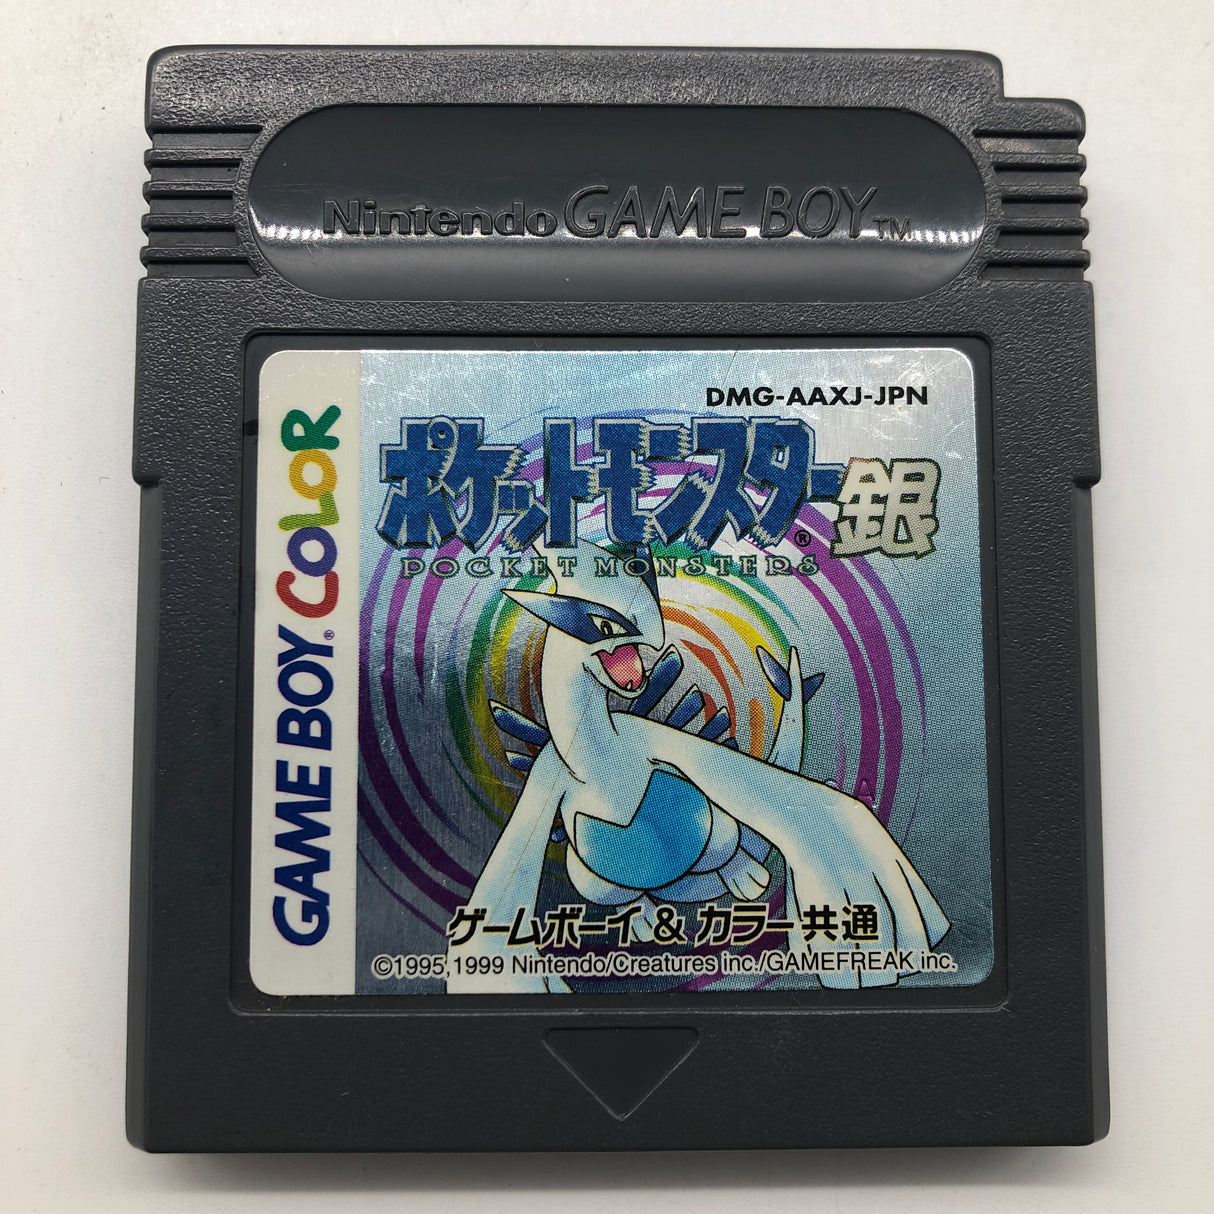 Nintendo GAME BOY TM
GAME BOY® COLOR
DMG-AAXJ-JPN
ポケットモンスター® 銀
POCKET MONSTERS
ゲームボーイ & カラー共通
©1995,1999 Nintendo/Creatures inc./GAMEFREAK inc.